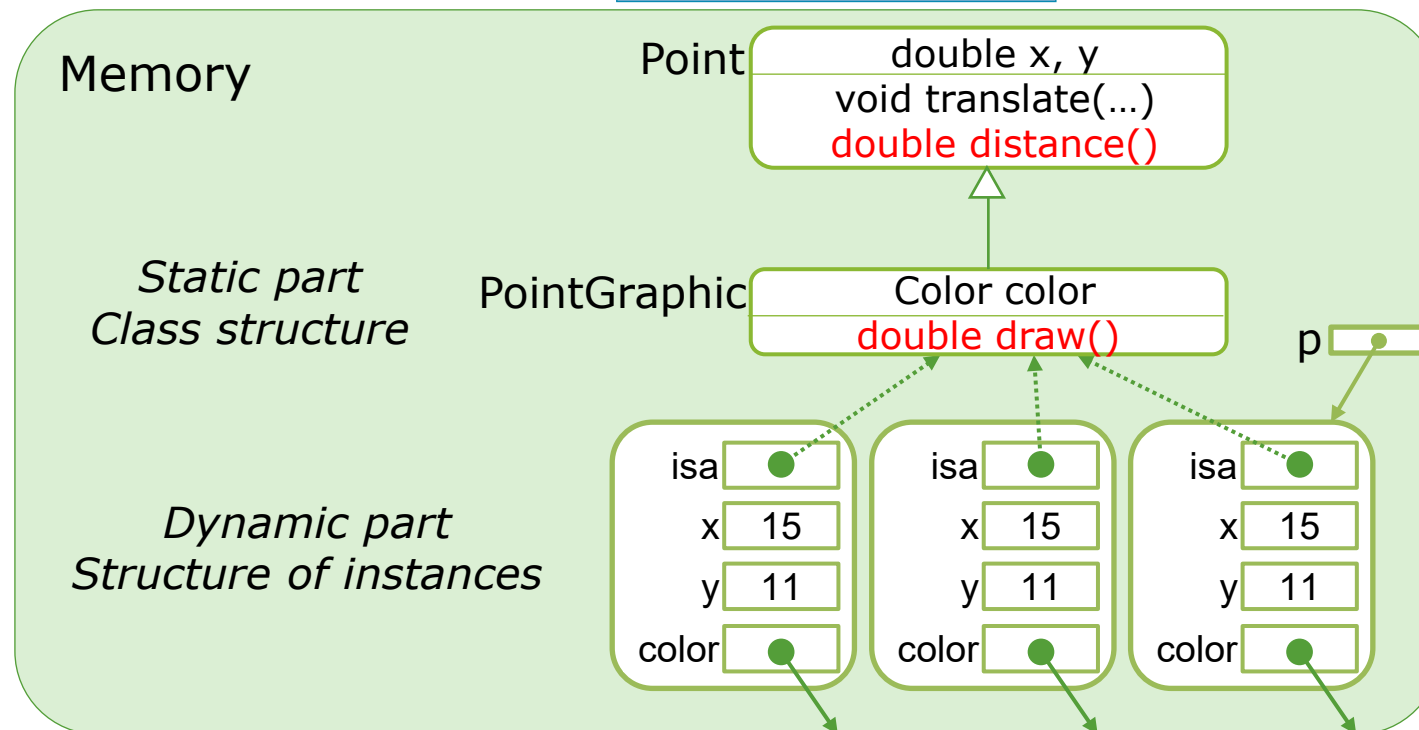 Memory
Point
double x, y
void translate(…)
double distance()
Static part
Class structure
PointGraphic
Color color
double draw()
p
Dynamic part
Structure of instances
isa
x 15
y 11
color
isa
x 15
y 11
color
isa
x 15
y 11
color